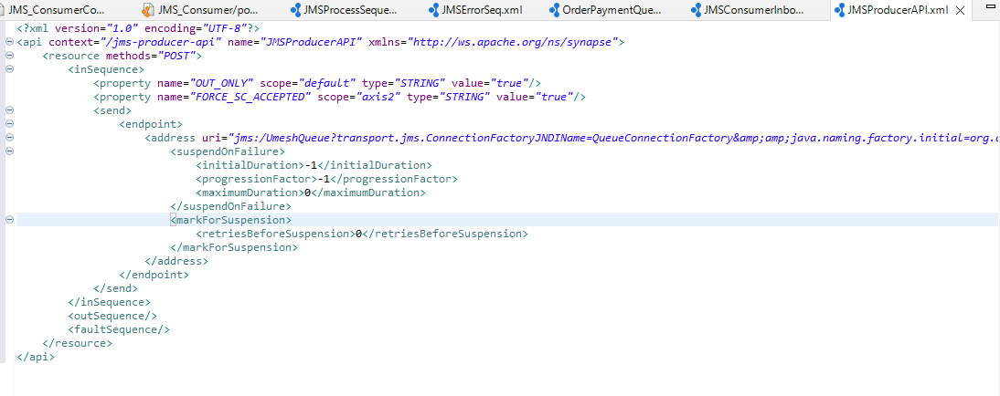 JMS_ConsumerCo...
JMS_Consumer/po...
JMSProcessSeque...
JMSErrorSeq.xml
OrderPaymentQue...
JMSConsumerInbo...
JMSProducerAPI.xml
<?xml version="1.0" encoding="UTF-8"?>
<api context="/jms-producer-api" name="JMSProducerAPI" xmlns="http://ws.apache.org/ns/synapse">
<resource methods="POST">
<inSequence>
<property name="OUT_ONLY" scope="default" type="STRING" value="true"/>
<property name="FORCE_SC_ACCEPTED" scope="axis2" type="STRING" value="true"/>
<send>
<endpoint>
<address uri="jms:/UmeshQueue?transport.jms.ConnectionFactoryJNDIName=QueueConnectionFactory&amp;amp;java.naming.factory.initial=org.
<suspendOnFailure>
<initialDuration>-1</initialDuration>
<progressionFactor>-1</progressionFactor>
<maximumDuration>0</maximumDuration>
</suspendOnFailure>
<markForSuspension>
<retriesBeforeSuspension>0</retriesBeforeSuspension>
</markForSuspension>
</address>
</endpoint>
</send>
</inSequence>
<outSequence/>
<faultSequence/>
</resource>
</api>